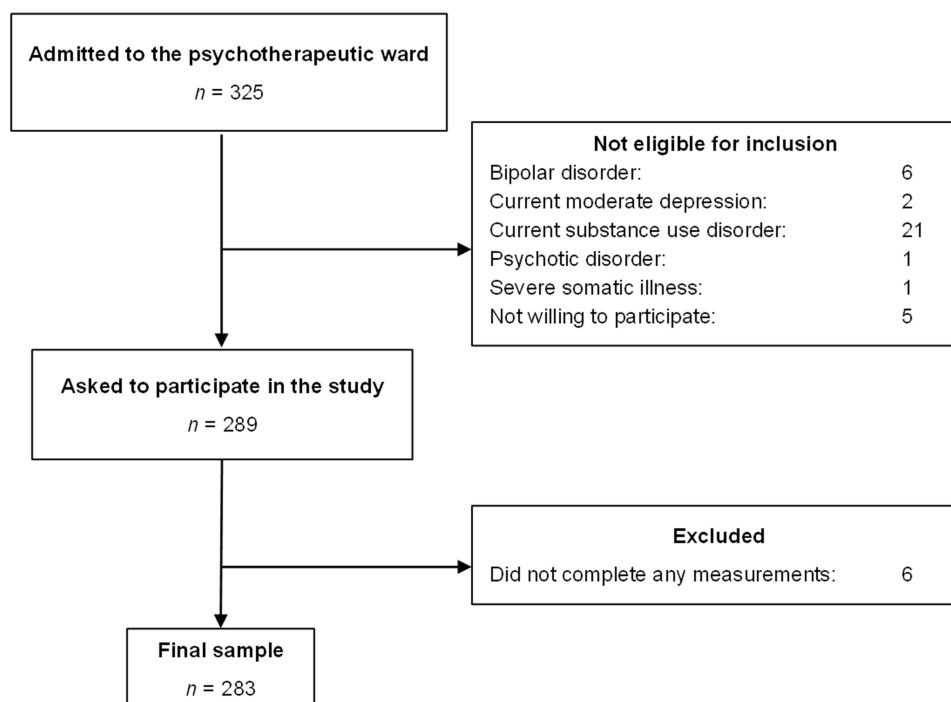 Admitted to the psychotherapeutic ward
n = 325
Not eligible for inclusion
Bipolar disorder: 6
Current moderate depression: 2
Current substance use disorder: 21
Psychotic disorder: 1
Severe somatic illness: 1
Not willing to participate: 5
Asked to participate in the study
n = 289
Excluded
Did not complete any measurements: 6
Final sample
n = 283